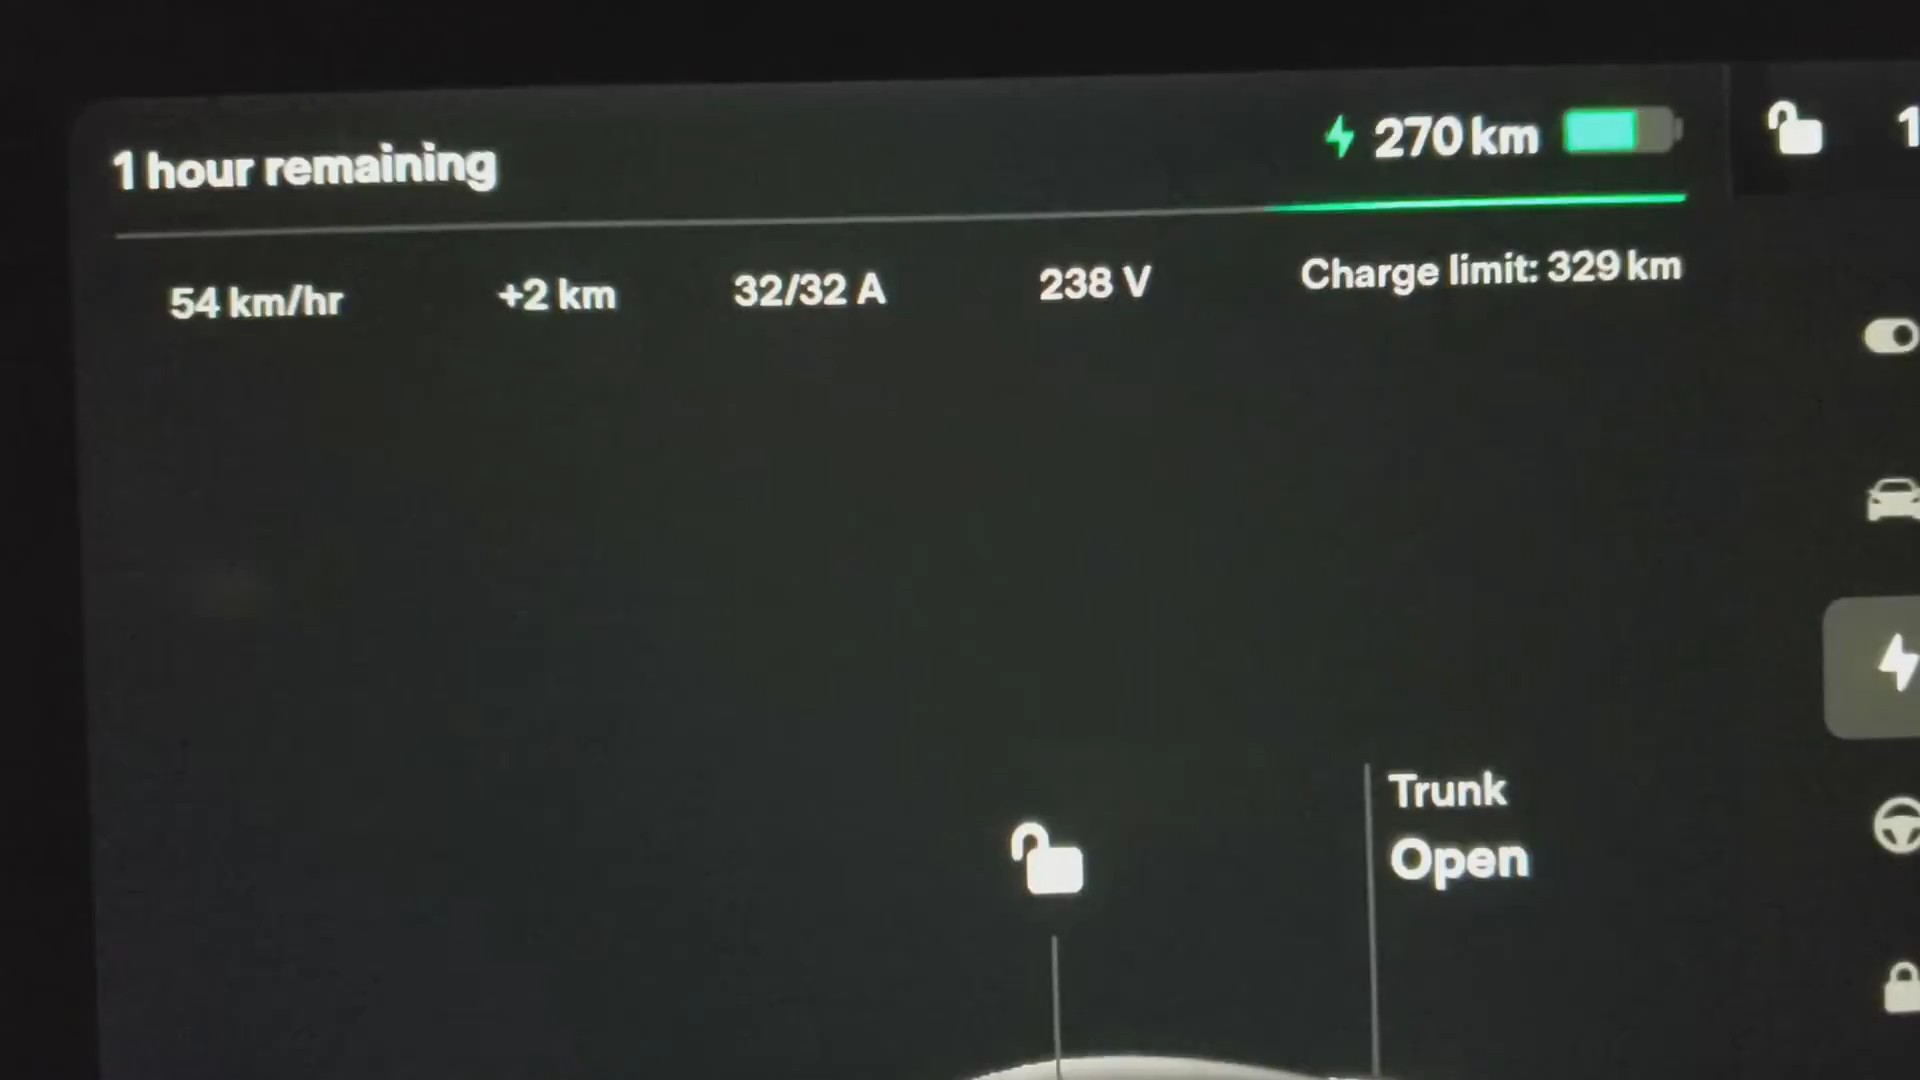 1 hour remaining
270 km
54 km/hr
+2 km
32/32 A
238 V
Charge limit: 329 km
Trunk
Open